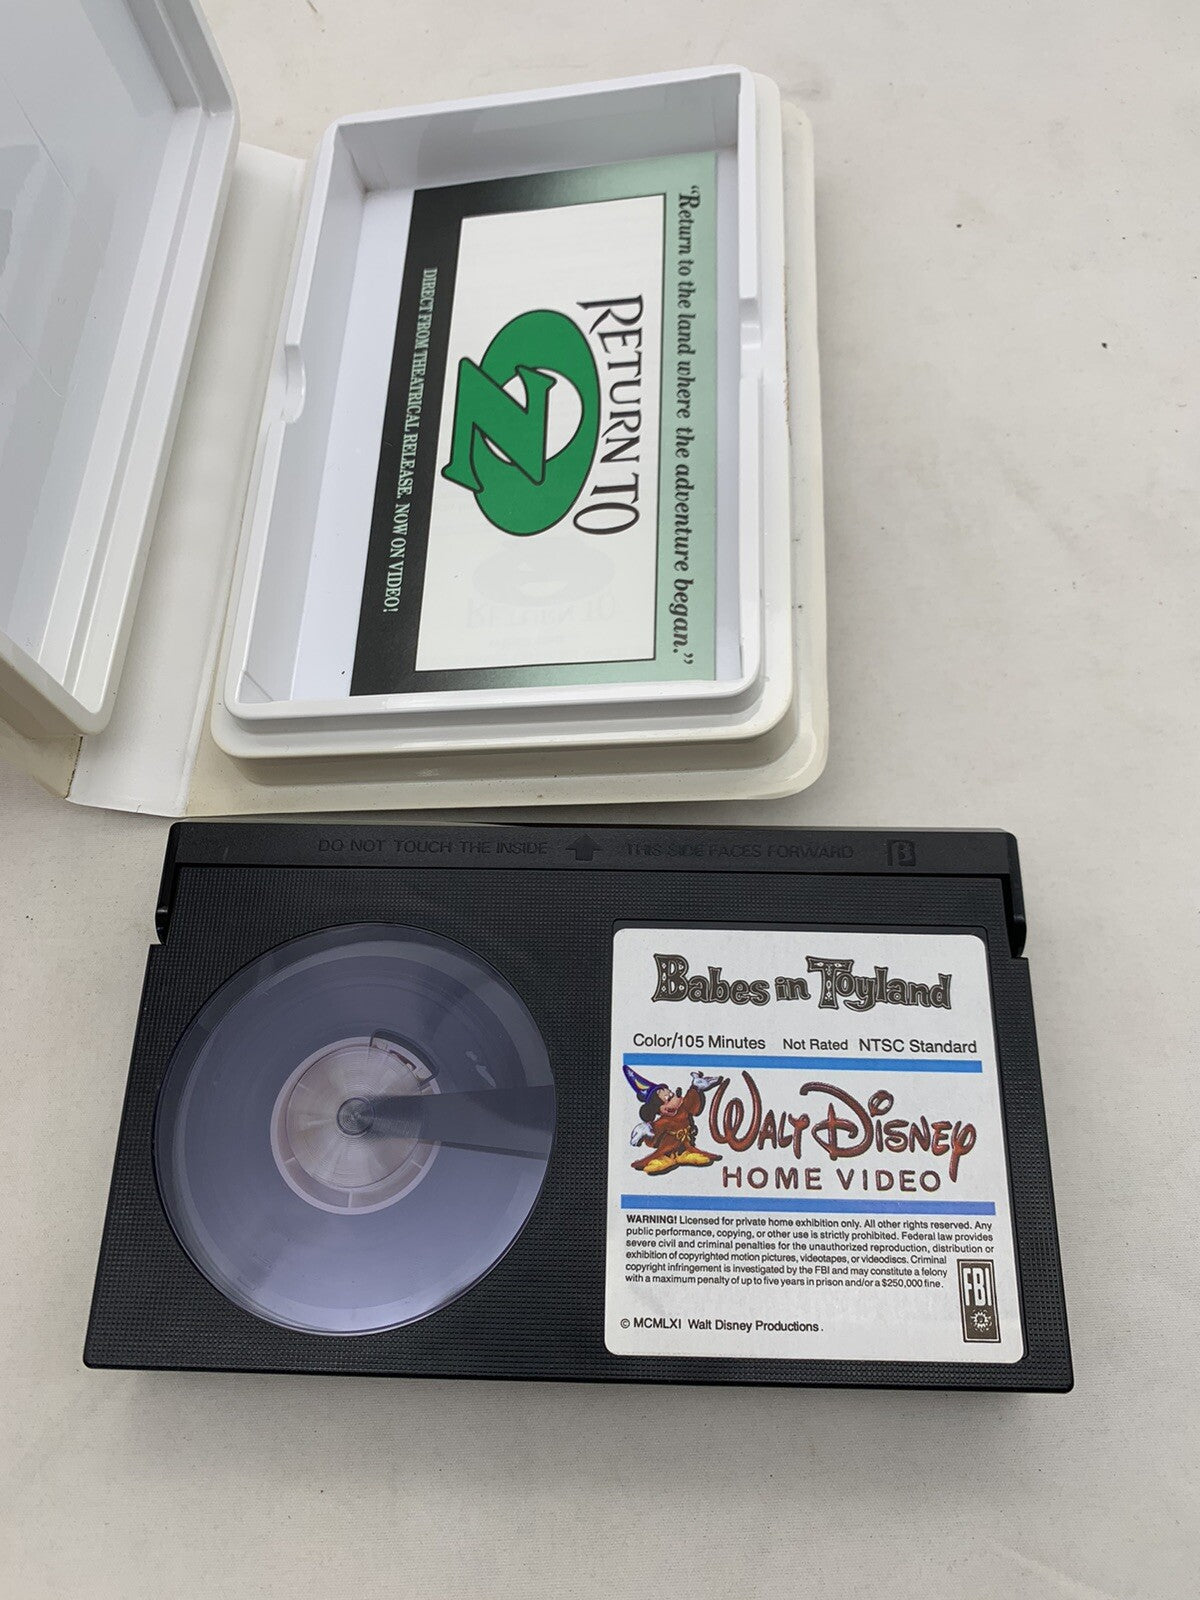 "Return to the land where the adventure began."
RETURN TO
OZ
DIRECT FROM THEATRICAL RELEASE. NOW ON VIDEO!
DO NOT TOUCH THE INSIDE THIS SIDE FACES FORWARD
Babes in Toyland
Color/105 Minutes Not Rated NTSC Standard
WALT DISNEY
HOME VIDEO
WARNING! Licensed for private home exhibition only. All other rights reserved. Any
public performance, copying, or other use is strictly prohibited. Federal law provides
severe civil and criminal penalties for the unauthorized reproduction, distribution or
exhibition of copyrighted motion pictures, videotapes, or videodiscs. Criminal
copyright infringement is investigated by the FBI and may constitute a felony
with a maximum penalty of up to five years in prison and/or a $250,000 fine.
FBI
© MCMLXI Walt Disney Productions.